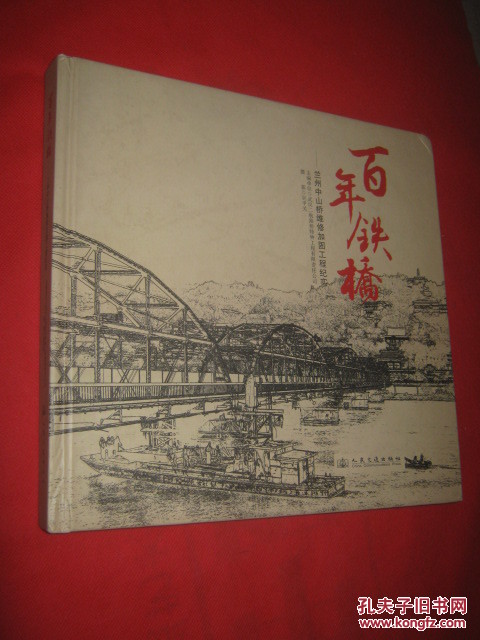 百年铁橋
——兰州中山桥维修加固工程纪实
人民交通出版社
孔夫子旧书网
www.kongfz.com